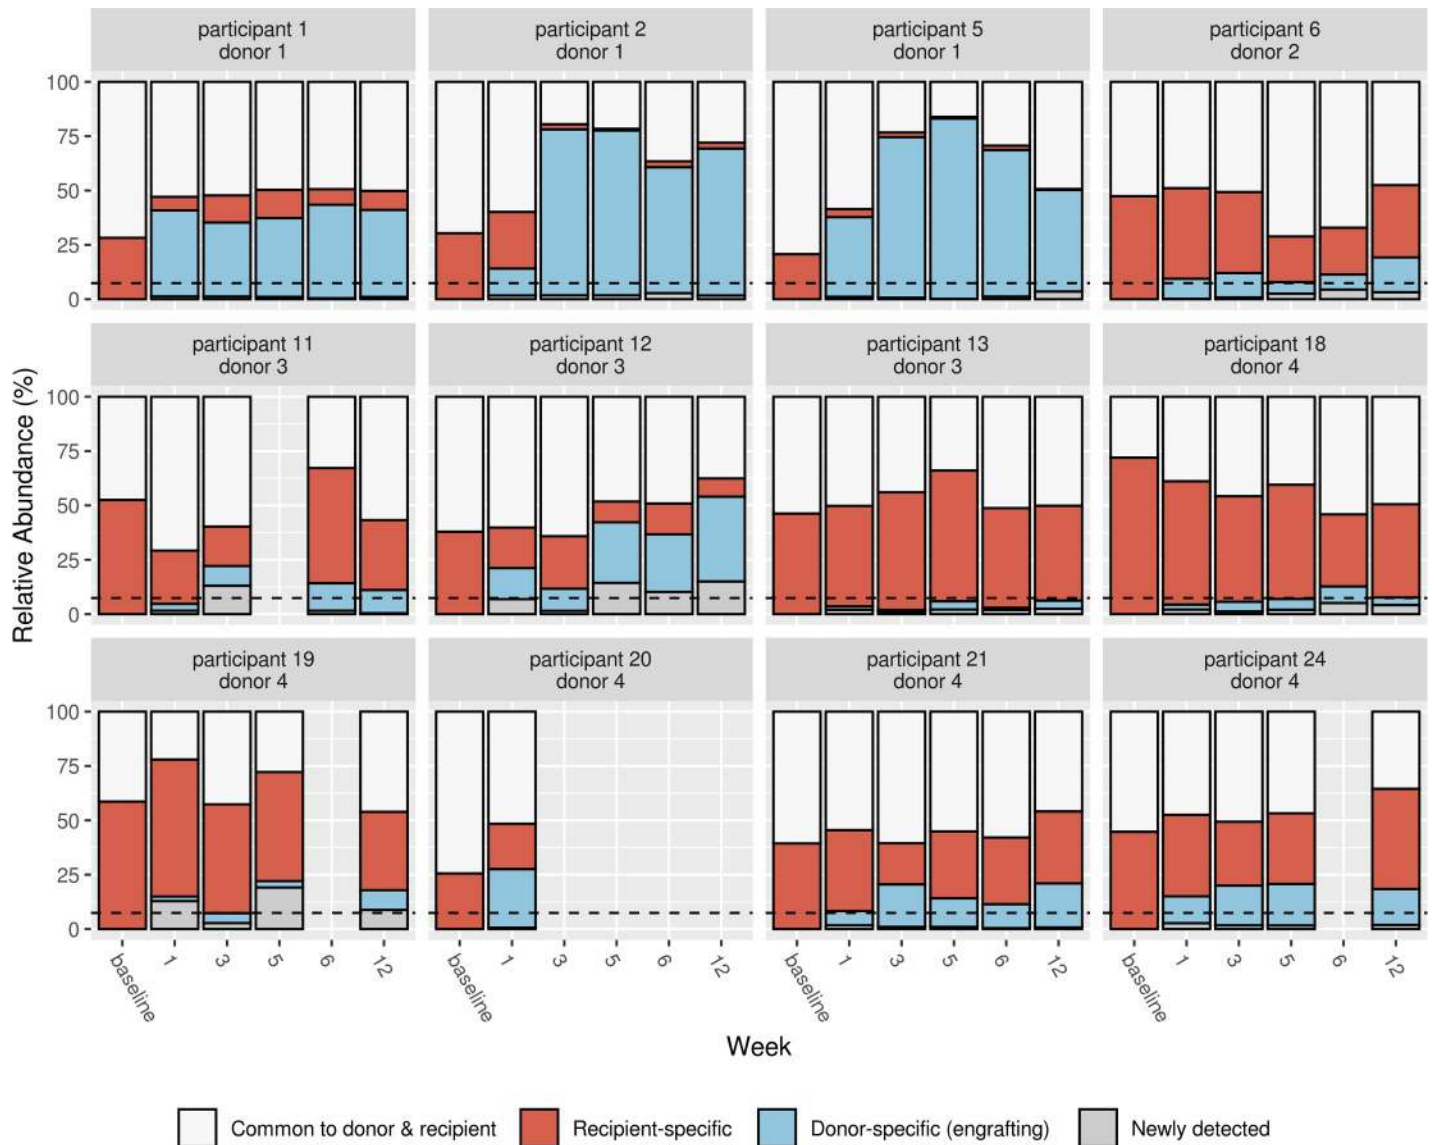 participant 1
donor 1
participant 2
donor 1
participant 5
donor 1
participant 6
donor 2
100
75
50
25
0
participant 11
donor 3
participant 12
donor 3
participant 13
donor 3
participant 18
donor 4
100
75
50
25
0
Relative Abundance (%)
participant 19
donor 4
participant 20
donor 4
participant 21
donor 4
participant 24
donor 4
100
75
50
25
0
baseline 1 3 5 6 12
baseline 1 3 5 6 12
baseline 1 3 5 6 12
baseline 1 3 5 6 12
Week
Common to donor & recipient
Recipient-specific
Donor-specific (engrafting)
Newly detected